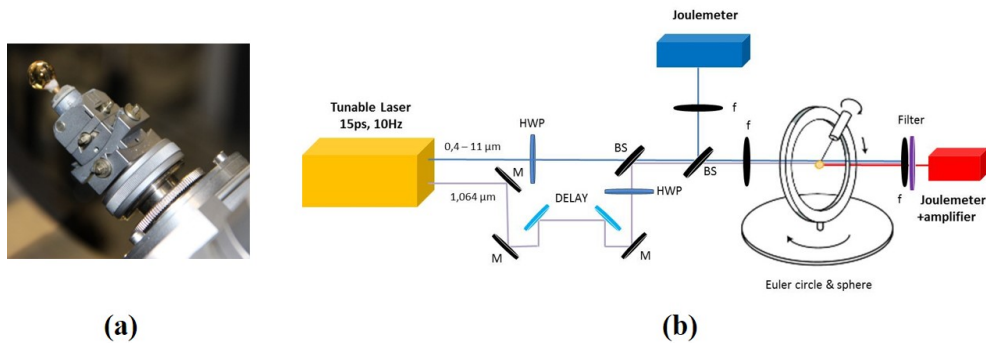 Joulemeter
Tunable Laser
15ps, 10Hz
HWP
f
f
Filter
0,4 – 11 µm
BS
M
BS
1,064 µm
DELAY
HWP
f
Joulemeter
+amplifier
M
M
Euler circle & sphere
(a)
(b)